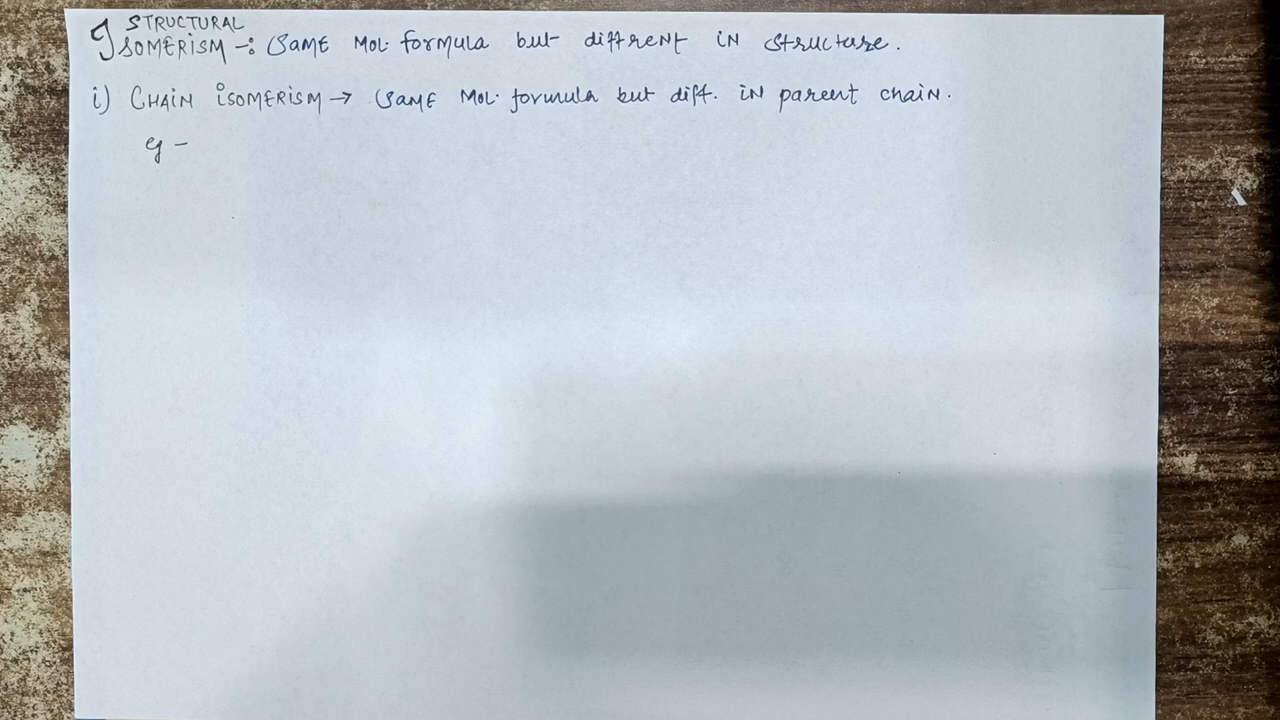 STRUCTURAL
ISOMERISM -: SAME MOL. formula but diffrent in structure.
i) CHAIN iSOMERISM → SAME MOL. formula but diff. IN parent chaiN.
eg -